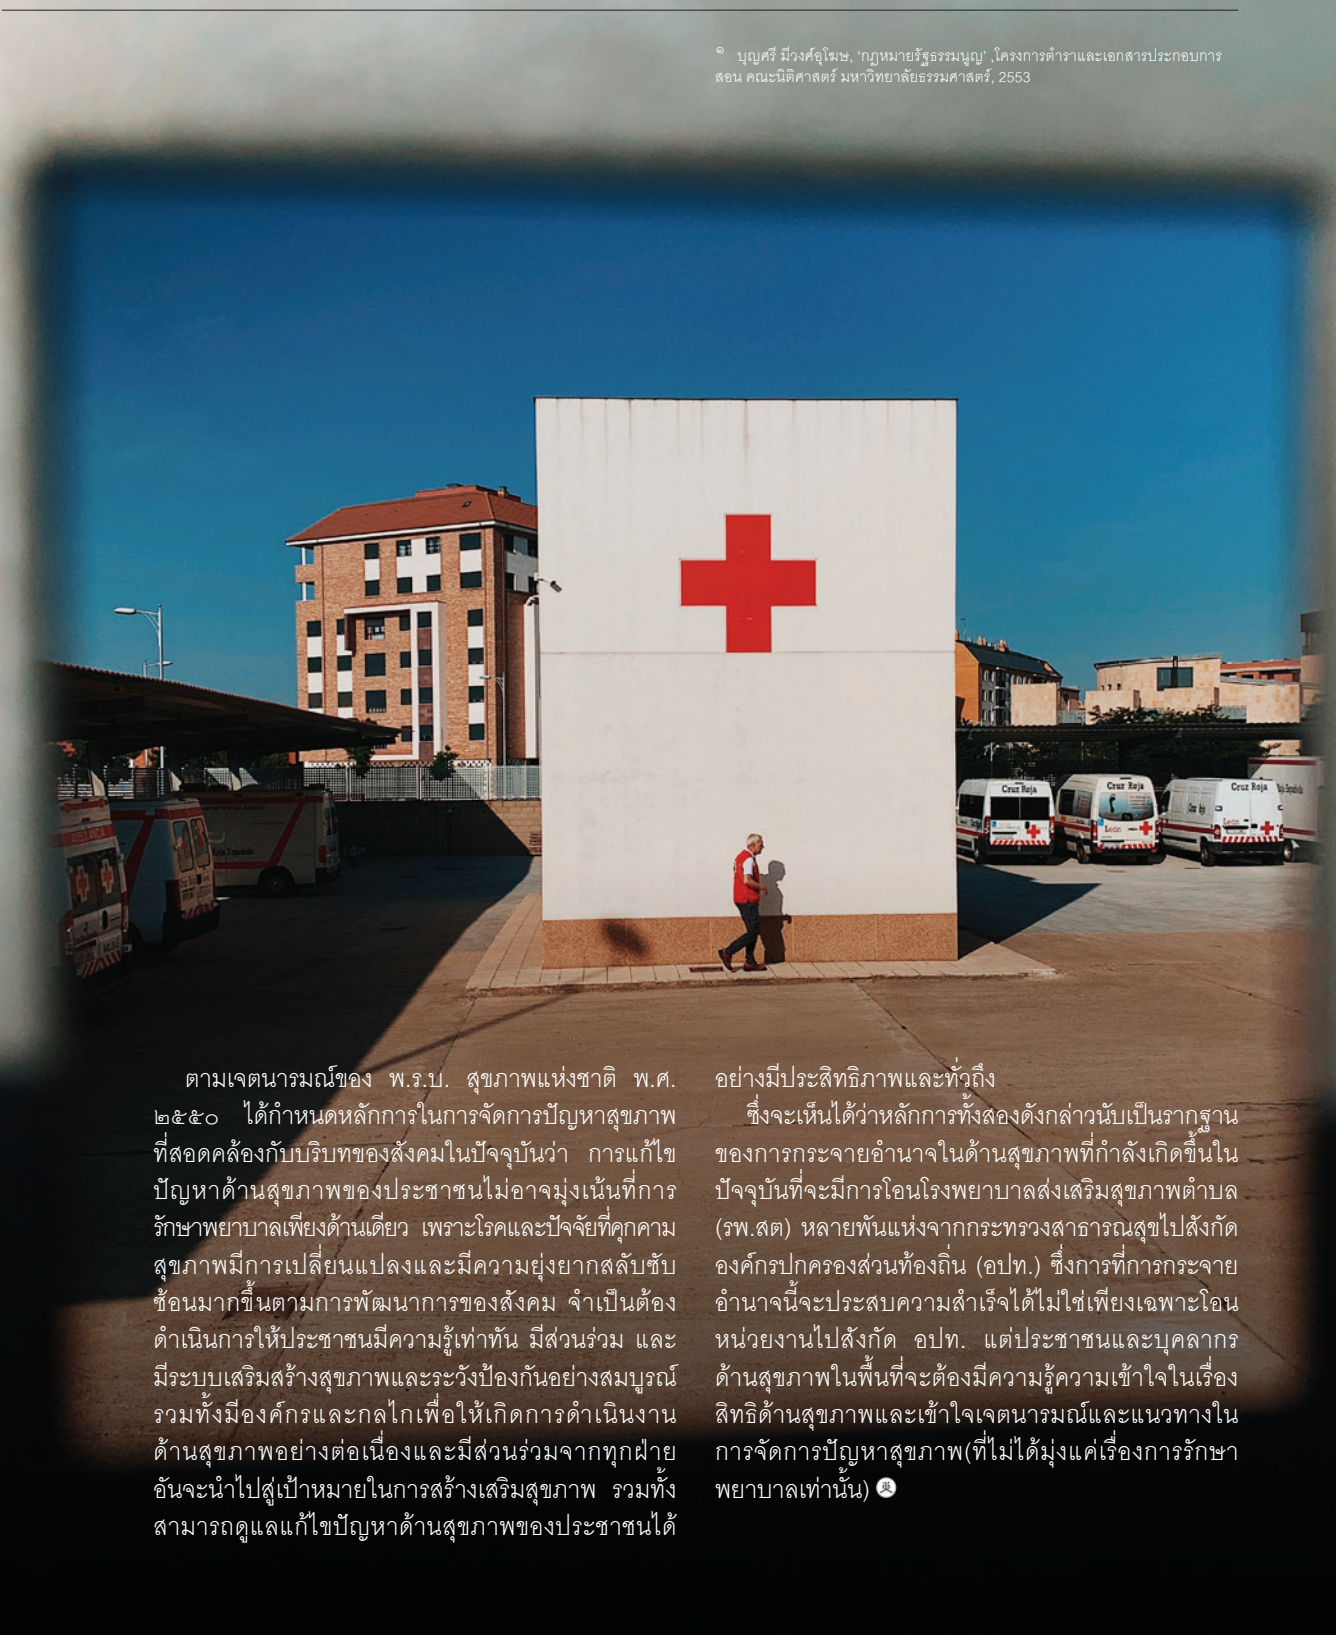 ๑ บุญศรี มีวงศ์อุโฆษ, ‘กฎหมายรัฐธรรมนูญ’ ,โครงการตำราและเอกสารประกอบการ
สอน คณะนิติศาสตร์ มหาวิทยาลัยธรรมศาสตร์, 2553
Cruz Roja
Cruz Roja
León
Cruz Roja
León
AMBULANCIA
Roja Española
ตามเจตนารมณ์ของ พ.ร.บ. สุขภาพแห่งชาติ พ.ศ.
๒๕๕๐ ได้กำหนดหลักการในการจัดการปัญหาสุขภาพ
ที่สอดคล้องกับบริบทของสังคมในปัจจุบันว่า การแก้ไข
ปัญหาด้านสุขภาพของประชาชนไม่อาจมุ่งเน้นที่การ
รักษาพยาบาลเพียงด้านเดียว เพราะโรคและปัจจัยที่คุกคาม
สุขภาพมีการเปลี่ยนแปลงและมีความยุ่งยากสลับซับ
ซ้อนมากขึ้นตามการพัฒนาการของสังคม จำเป็นต้อง
ดำเนินการให้ประชาชนมีความรู้เท่าทัน มีส่วนร่วม และ
มีระบบเสริมสร้างสุขภาพและระวังป้องกันอย่างสมบูรณ์
รวมทั้งมีองค์กรและกลไกเพื่อให้เกิดการดำเนินงาน
ด้านสุขภาพอย่างต่อเนื่องและมีส่วนร่วมจากทุกฝ่าย
อันจะนำไปสู่เป้าหมายในการสร้างเสริมสุขภาพ รวมทั้ง
สามารถดูแลแก้ไขปัญหาด้านสุขภาพของประชาชนได้
อย่างมีประสิทธิภาพและทั่วถึง
ซึ่งจะเห็นได้ว่าหลักการทั้งสองดังกล่าวนับเป็นรากฐาน
ของการกระจายอำนาจในด้านสุขภาพที่กำลังเกิดขึ้นใน
ปัจจุบันที่จะมีการโอนโรงพยาบาลส่งเสริมสุขภาพตำบล
(รพ.สต) หลายพันแห่งจากกระทรวงสาธารณสุขไปสังกัด
องค์กรปกครองส่วนท้องถิ่น (อปท.) ซึ่งการที่การกระจาย
อำนาจนี้จะประสบความสำเร็จได้ไม่ใช่เพียงเฉพาะโอน
หน่วยงานไปสังกัด อปท. แต่ประชาชนและบุคลากร
ด้านสุขภาพในพื้นที่จะต้องมีความรู้ความเข้าใจในเรื่อง
สิทธิด้านสุขภาพและเข้าใจเจตนารมณ์และแนวทางใน
การจัดการปัญหาสุขภาพ(ที่ไม่ได้มุ่งแค่เรื่องการรักษา
พยาบาลเท่านั้น)